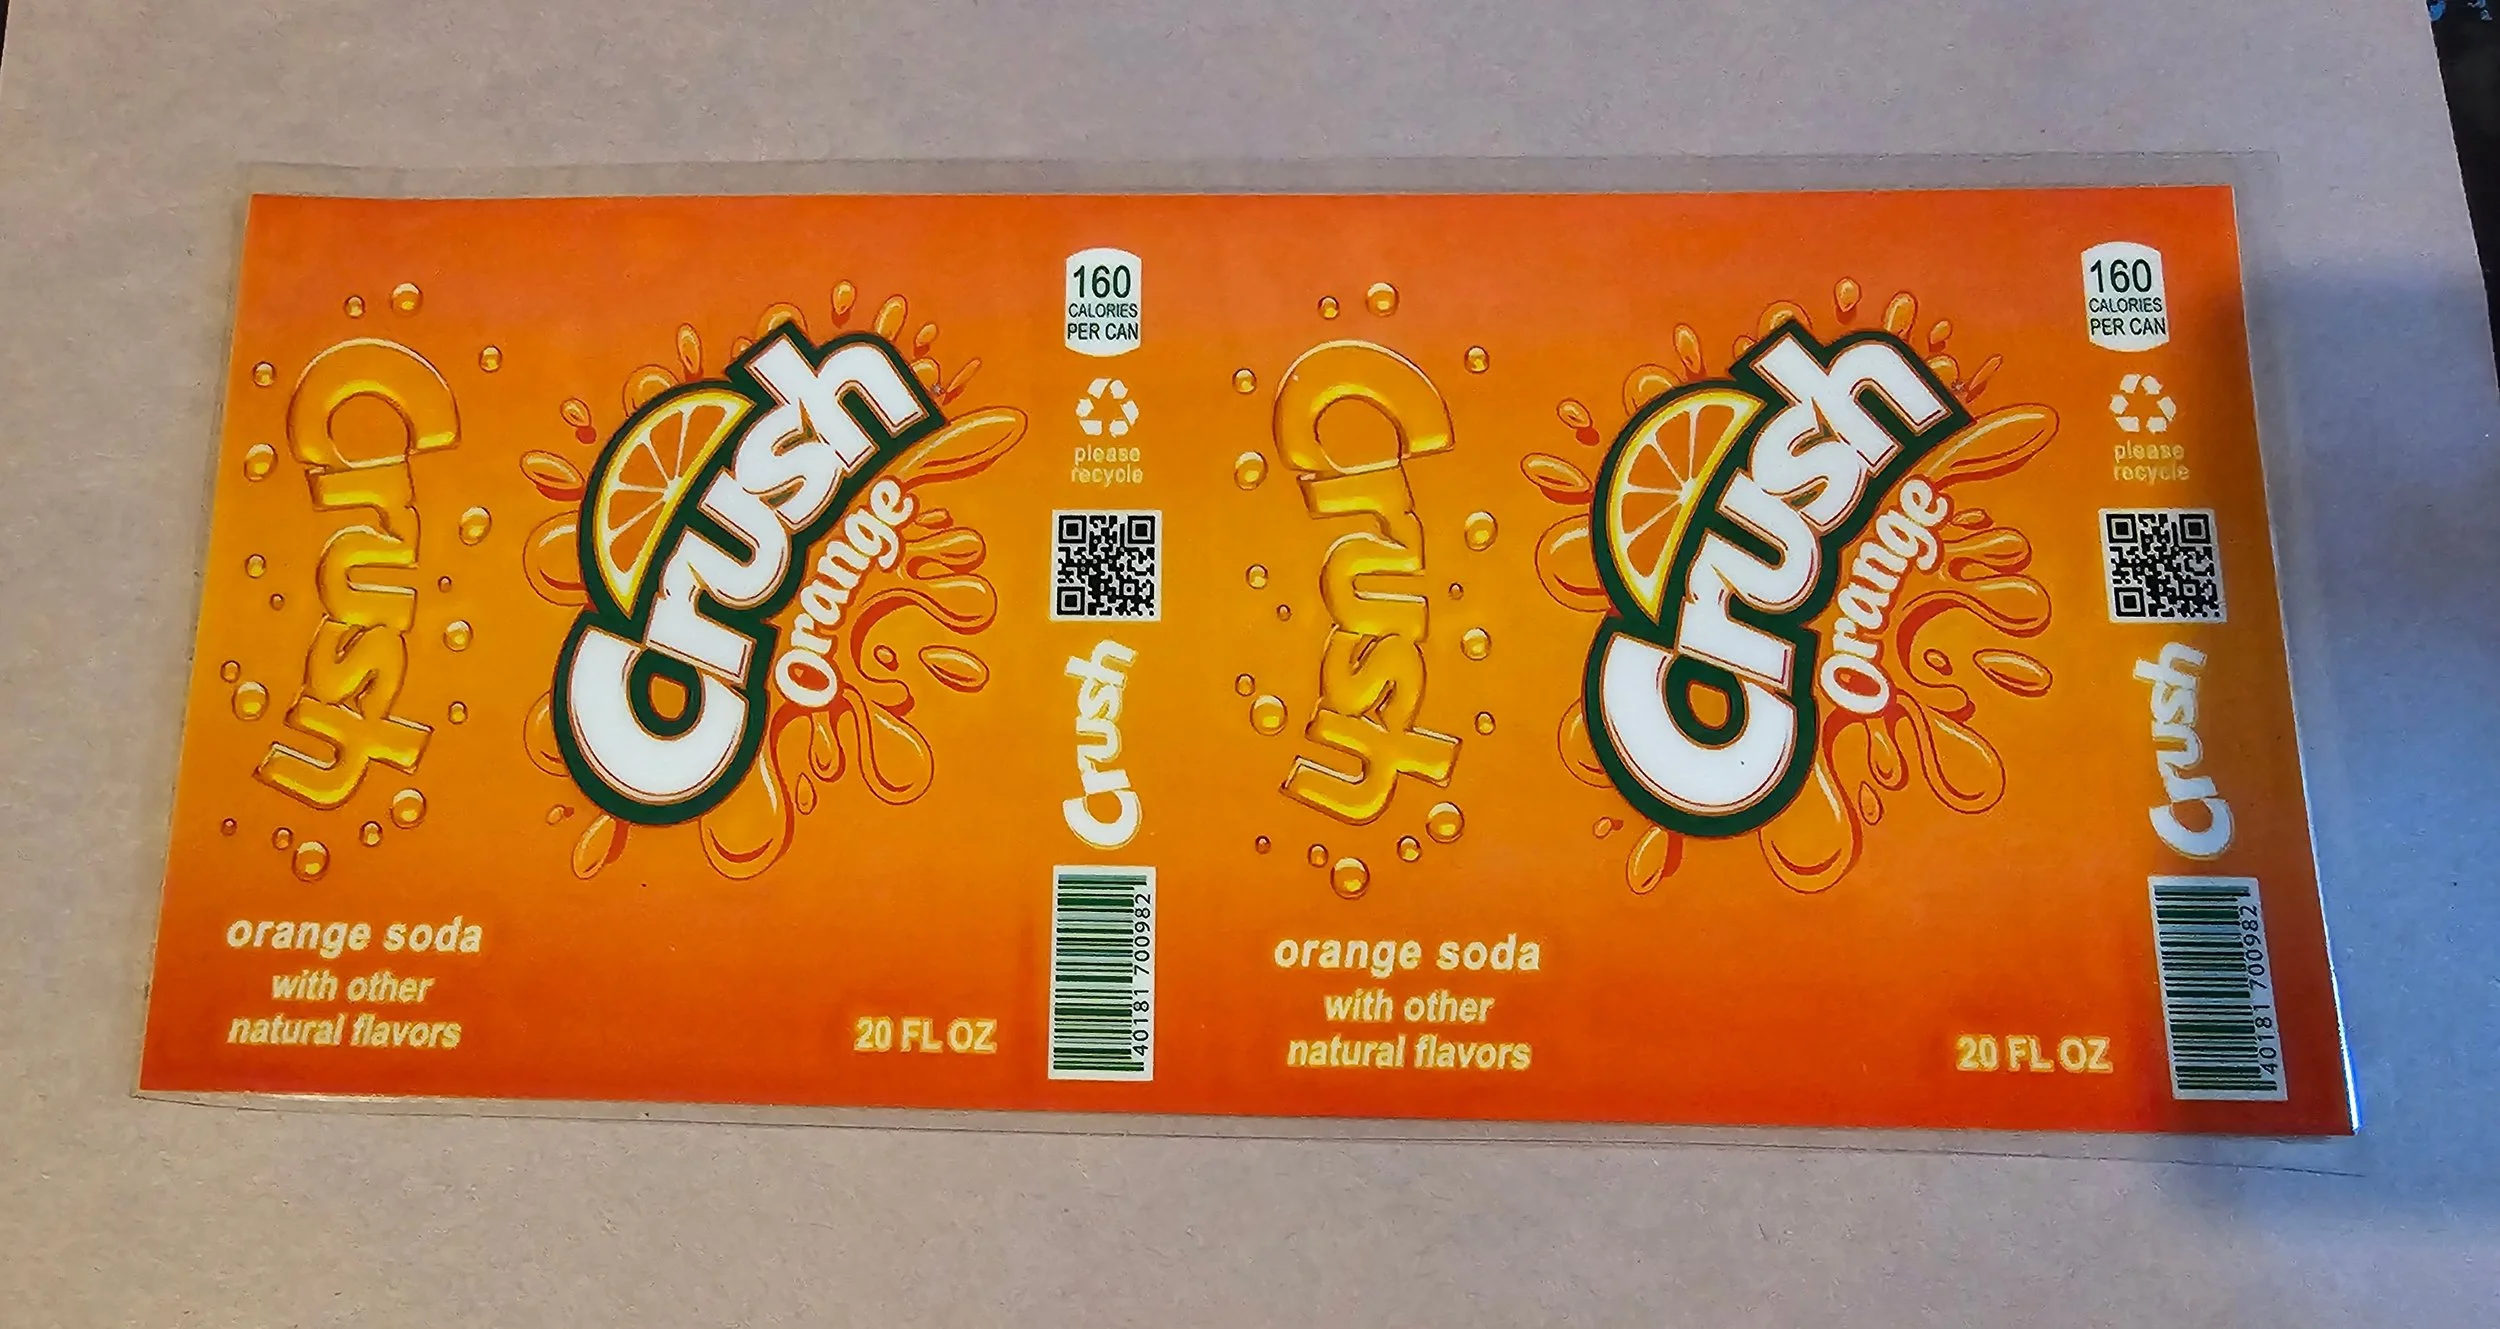 Crush
orange soda
with other
natural flavors
Crush
Orange
20 FL OZ
160
CALORIES
PER CAN
please
recycle
Crush
40181 700982
Crush
orange soda
with other
natural flavors
Crush
Orange
20 FL OZ
160
CALORIES
PER CAN
please
recycle
Crush
40181 700982